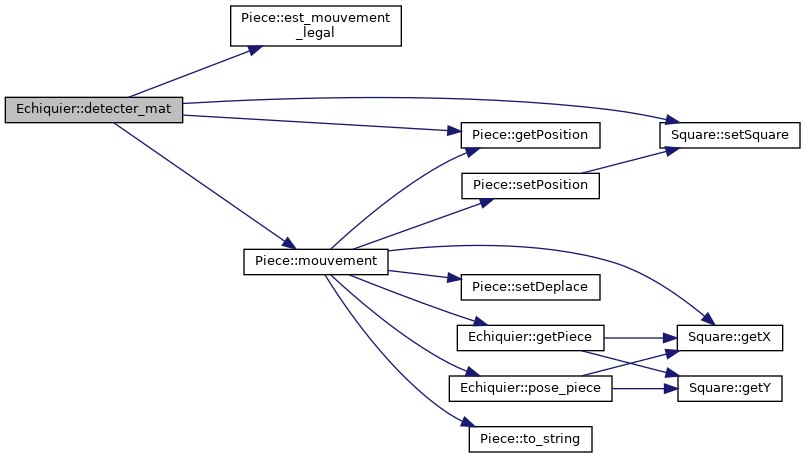 Piece::est_mouvement
_legal
Echiquier::detecter_mat
Piece::getPosition
Square::setSquare
Piece::setPosition
Piece::mouvement
Piece::setDeplace
Echiquier::getPiece
Square::getX
Echiquier::pose_piece
Square::getY
Piece::to_string